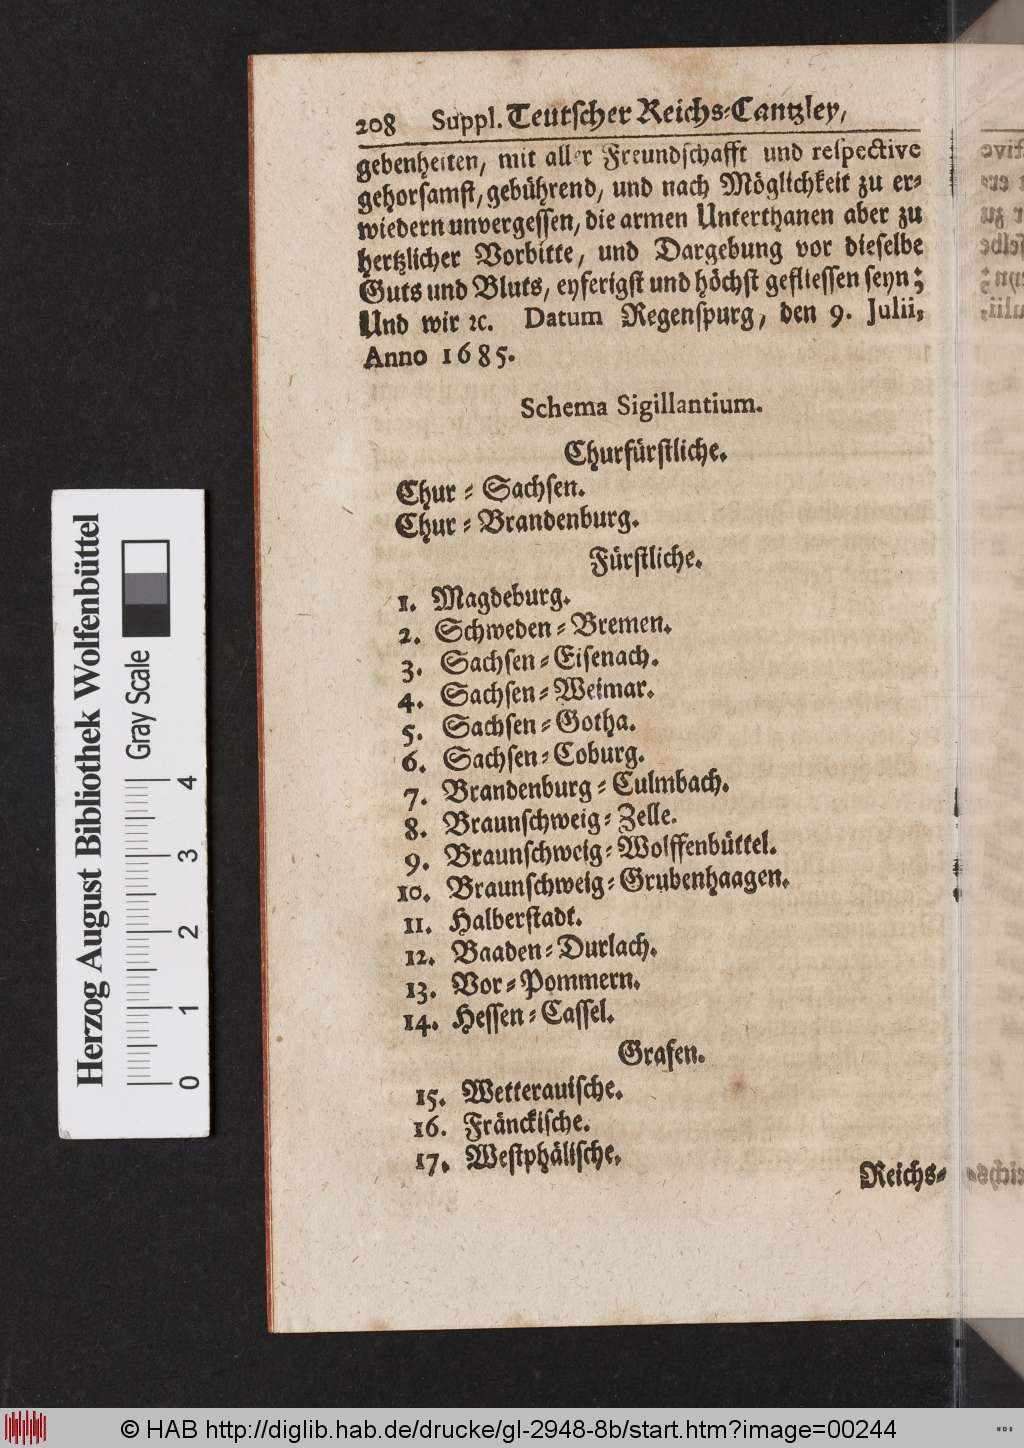 208 Suppl. Teutscher Reichs-Cantzley,
gebenheiten, mit aller Freundschafft und respective
gehorsamst, gebührend, und nach Möglichkeit zu er-
wiedern unvergessen, die armen Unterthanen aber zu
hertzlicher Vorbitte, und Dargebung vor dieselbe
Guts und Bluts, eyferigst und höchst gefliessen seyn;
Und wir ꝛc. Datum Regenspurg, den 9. Julii,
Anno 1685.
Schema Sigillantium.
Churfürstliche.
Chur-Sachsen.
Chur-Brandenburg.
Fürstliche.
1. Magdeburg.
2. Schweden-Bremen.
3. Sachsen-Eisenach.
4. Sachsen-Weimar.
5. Sachsen-Gotha.
6. Sachsen-Coburg.
7. Brandenburg-Culmbach.
8. Braunschweig-Zelle.
9. Braunschweig-Wolffenbüttel.
10. Braunschweig-Grubenhaagen.
11. Halberstadt.
12. Baaden-Durlach.
13. Vor-Pommern.
14. Hessen-Cassel.
Grafen.
15. Wetterauische.
16. Fränckische.
17. Westphälische.
Reichs-
Herzog August Bibliothek Wolfenbüttel
Gray Scale
0 1 2 3 4
© HAB http://diglib.hab.de/drucke/gl-2948-8b/start.htm?image=00244